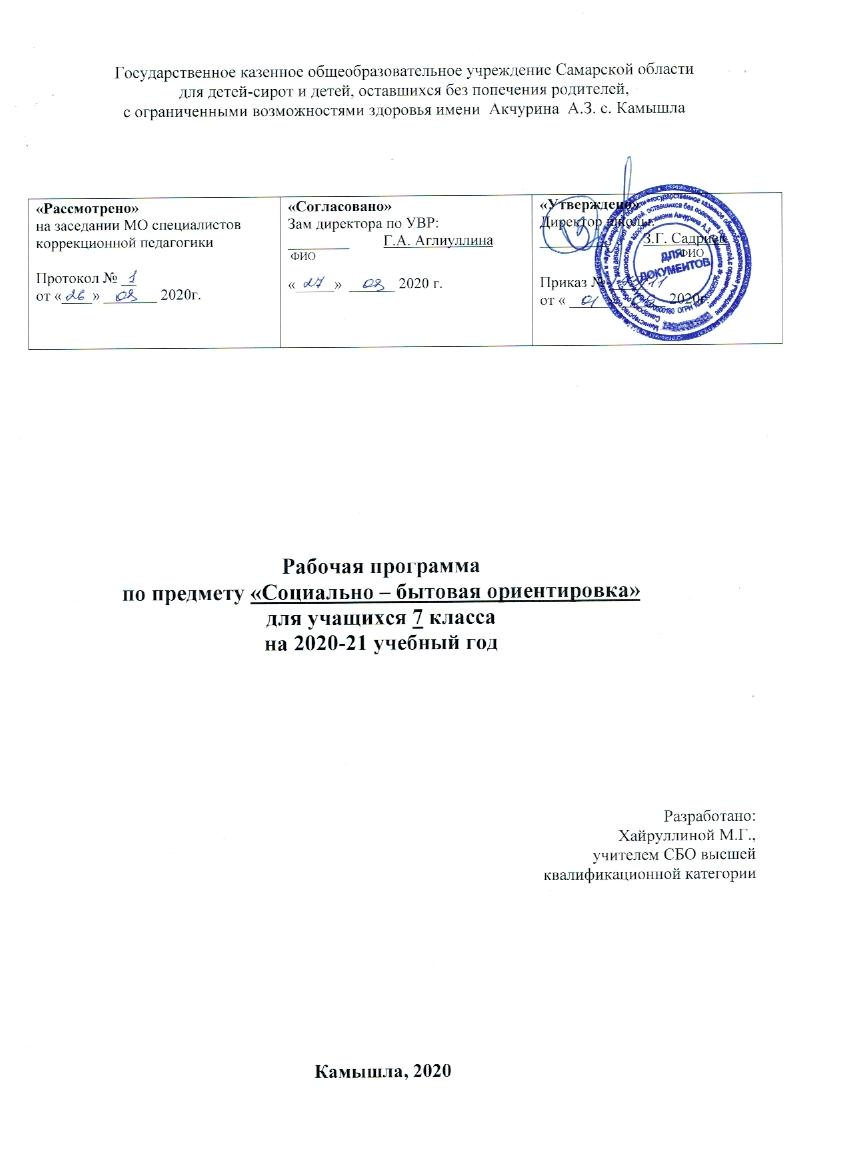 Государственное казенное общеобразовательное учреждение Самарской области
для детей-сирот и детей, оставшихся без попечения родителей,
с ограниченными возможностями здоровья имени Акчурина А.З. с. Камышла
«Рассмотрено»
на заседании МО специалистов
коррекционной педагогики
Протокол № 1
от «26» 08 2020г.
«Согласовано»
Зам директора по УВР:
Г.А. Аглиуллина
ФИО
«27» 08 2020 г.
«Утверждено»
Директор школы:
З.Г. Садриев
ФИО
Приказ №
от « 01 2020г.
ДЛЯ
ДОКУМЕНТОВ
Рабочая программа
по предмету «Социально – бытовая ориентировка»
для учащихся 7 класса
на 2020-21 учебный год
Разработано:
Хайруллиной М.Г.,
учителем СБО высшей
квалификационной категории
Камышла, 2020